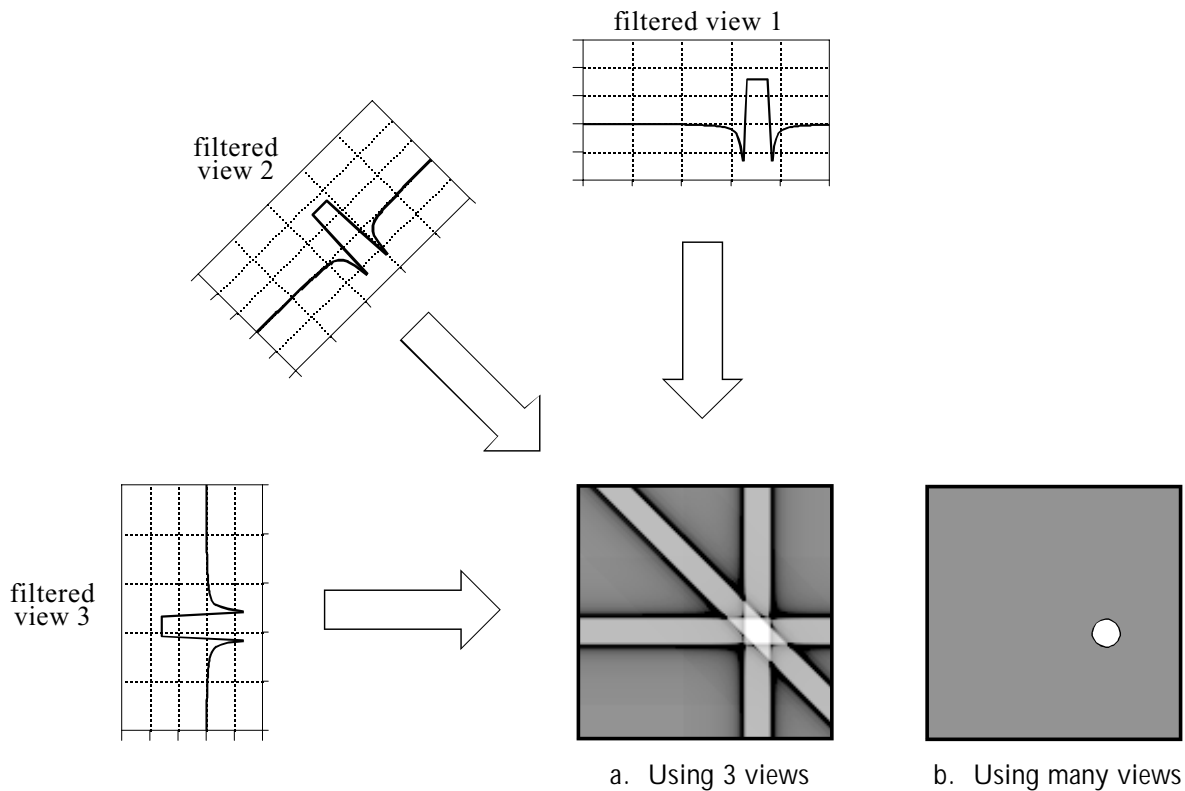 filtered view 1
filtered
view 2
filtered
view 3
a. Using 3 views
b. Using many views